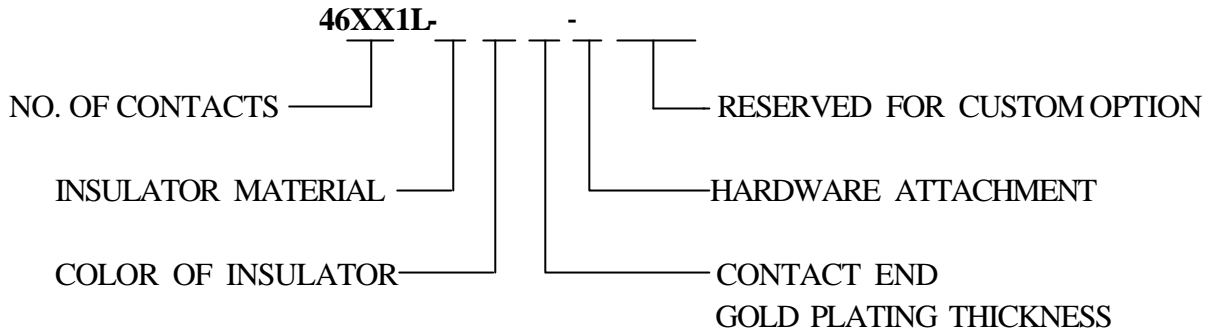 46XX1L- -
NO. OF CONTACTS
RESERVED FOR CUSTOM OPTION
INSULATOR MATERIAL
HARDWARE ATTACHMENT
COLOR OF INSULATOR
CONTACT END
GOLD PLATING THICKNESS